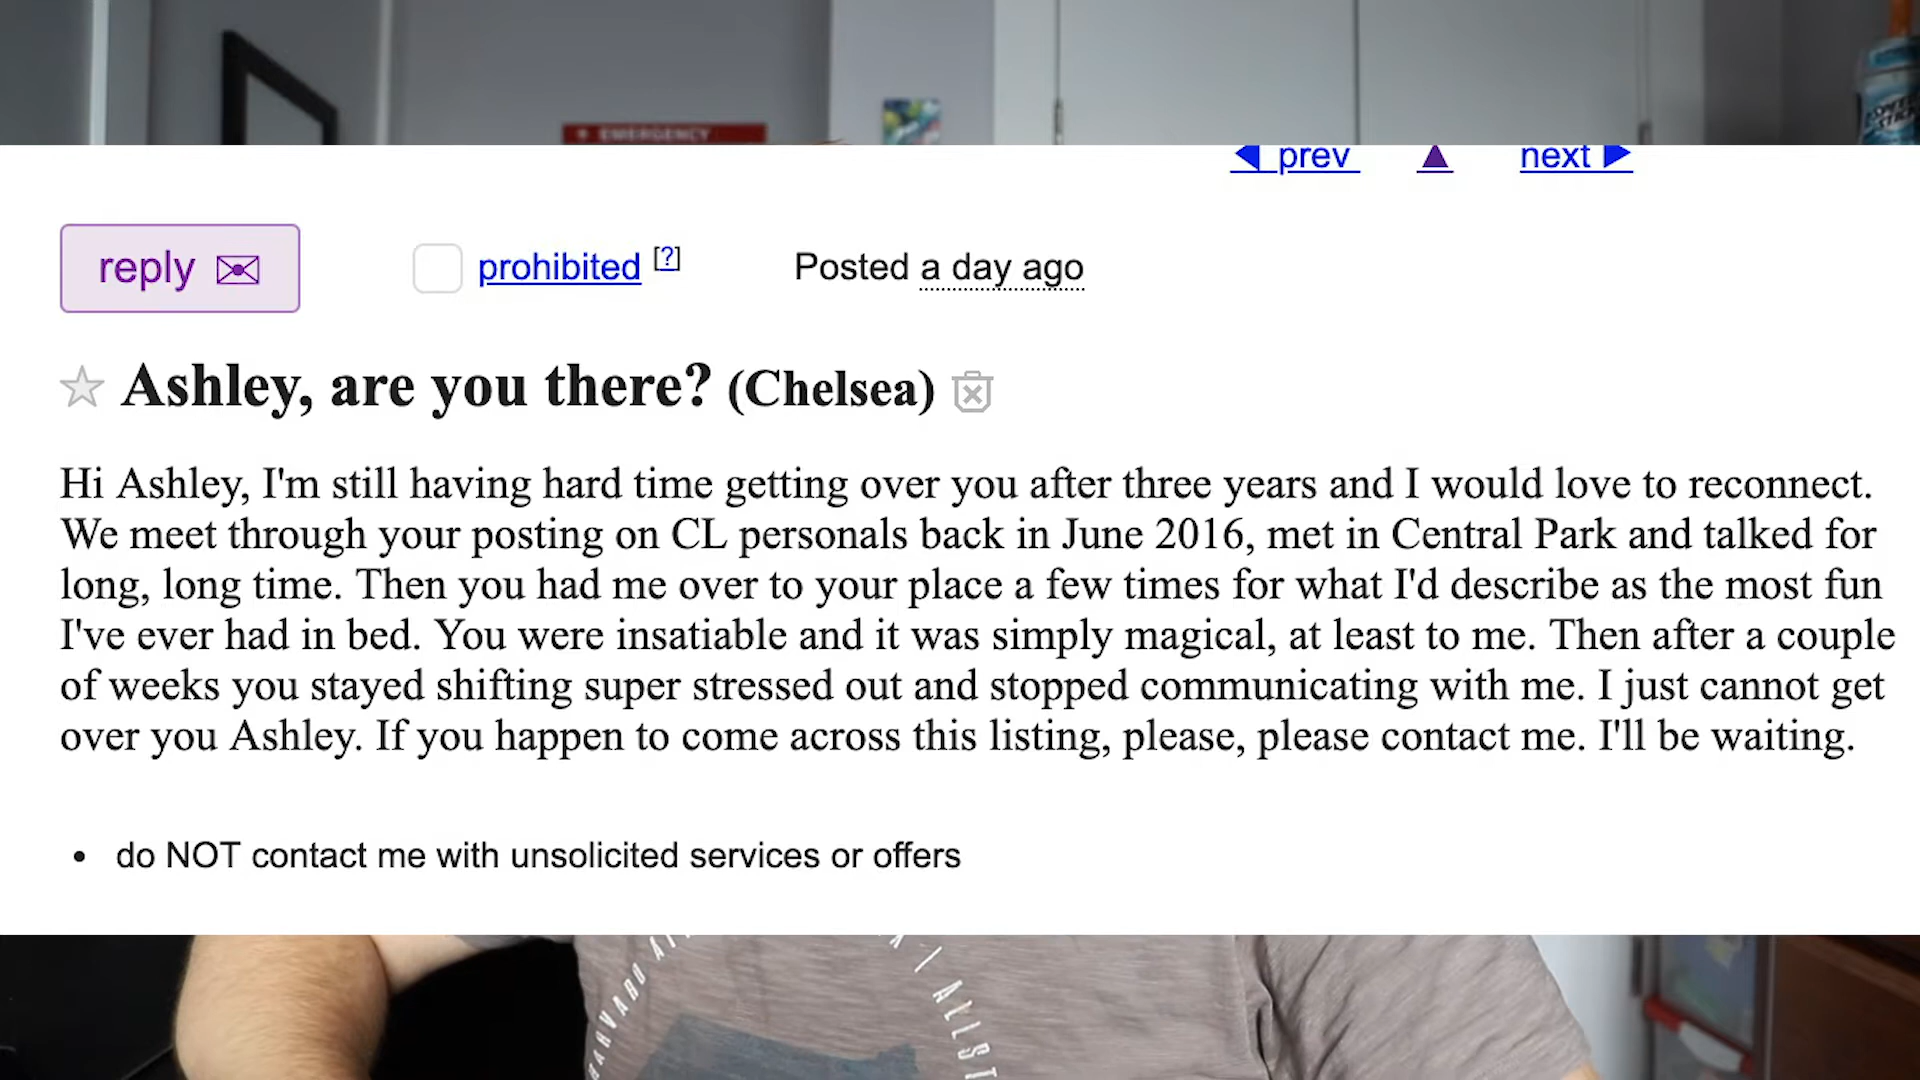 EMERGENCY
prev next
reply prohibited [?] Posted a day ago
Ashley, are you there? (Chelsea)
Hi Ashley, I'm still having hard time getting over you after three years and I would love to reconnect.
We meet through your posting on CL personals back in June 2016, met in Central Park and talked for
long, long time. Then you had me over to your place a few times for what I'd describe as the most fun
I've ever had in bed. You were insatiable and it was simply magical, at least to me. Then after a couple
of weeks you stayed shifting super stressed out and stopped communicating with me. I just cannot get
over you Ashley. If you happen to come across this listing, please, please contact me. I'll be waiting.
• do NOT contact me with unsolicited services or offers
HARVARD